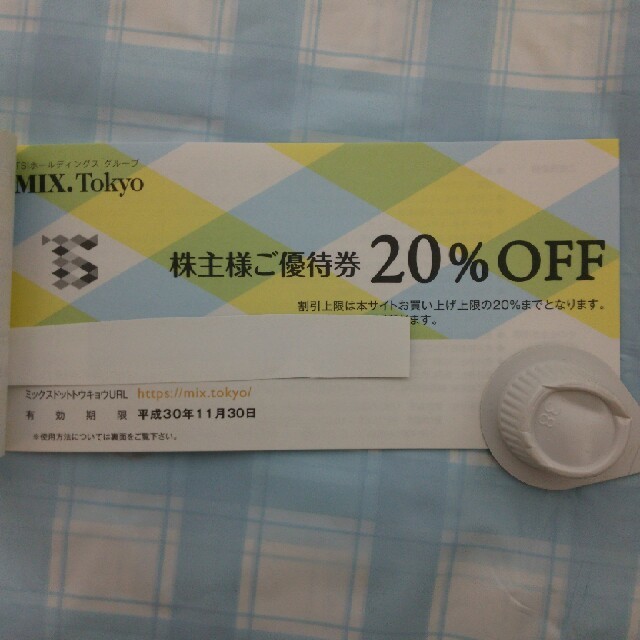 TSIホールディングス グループ
MIX.Tokyo
株主様ご優待券 20%OFF
割引上限は本サイトお買い上げ上限の20%までとなります。
ます。
ミックスドットトウキョウURL https://mix.tokyo/
有効期限 平成30年11月30日
※使用方法については裏面をご覧下さい。